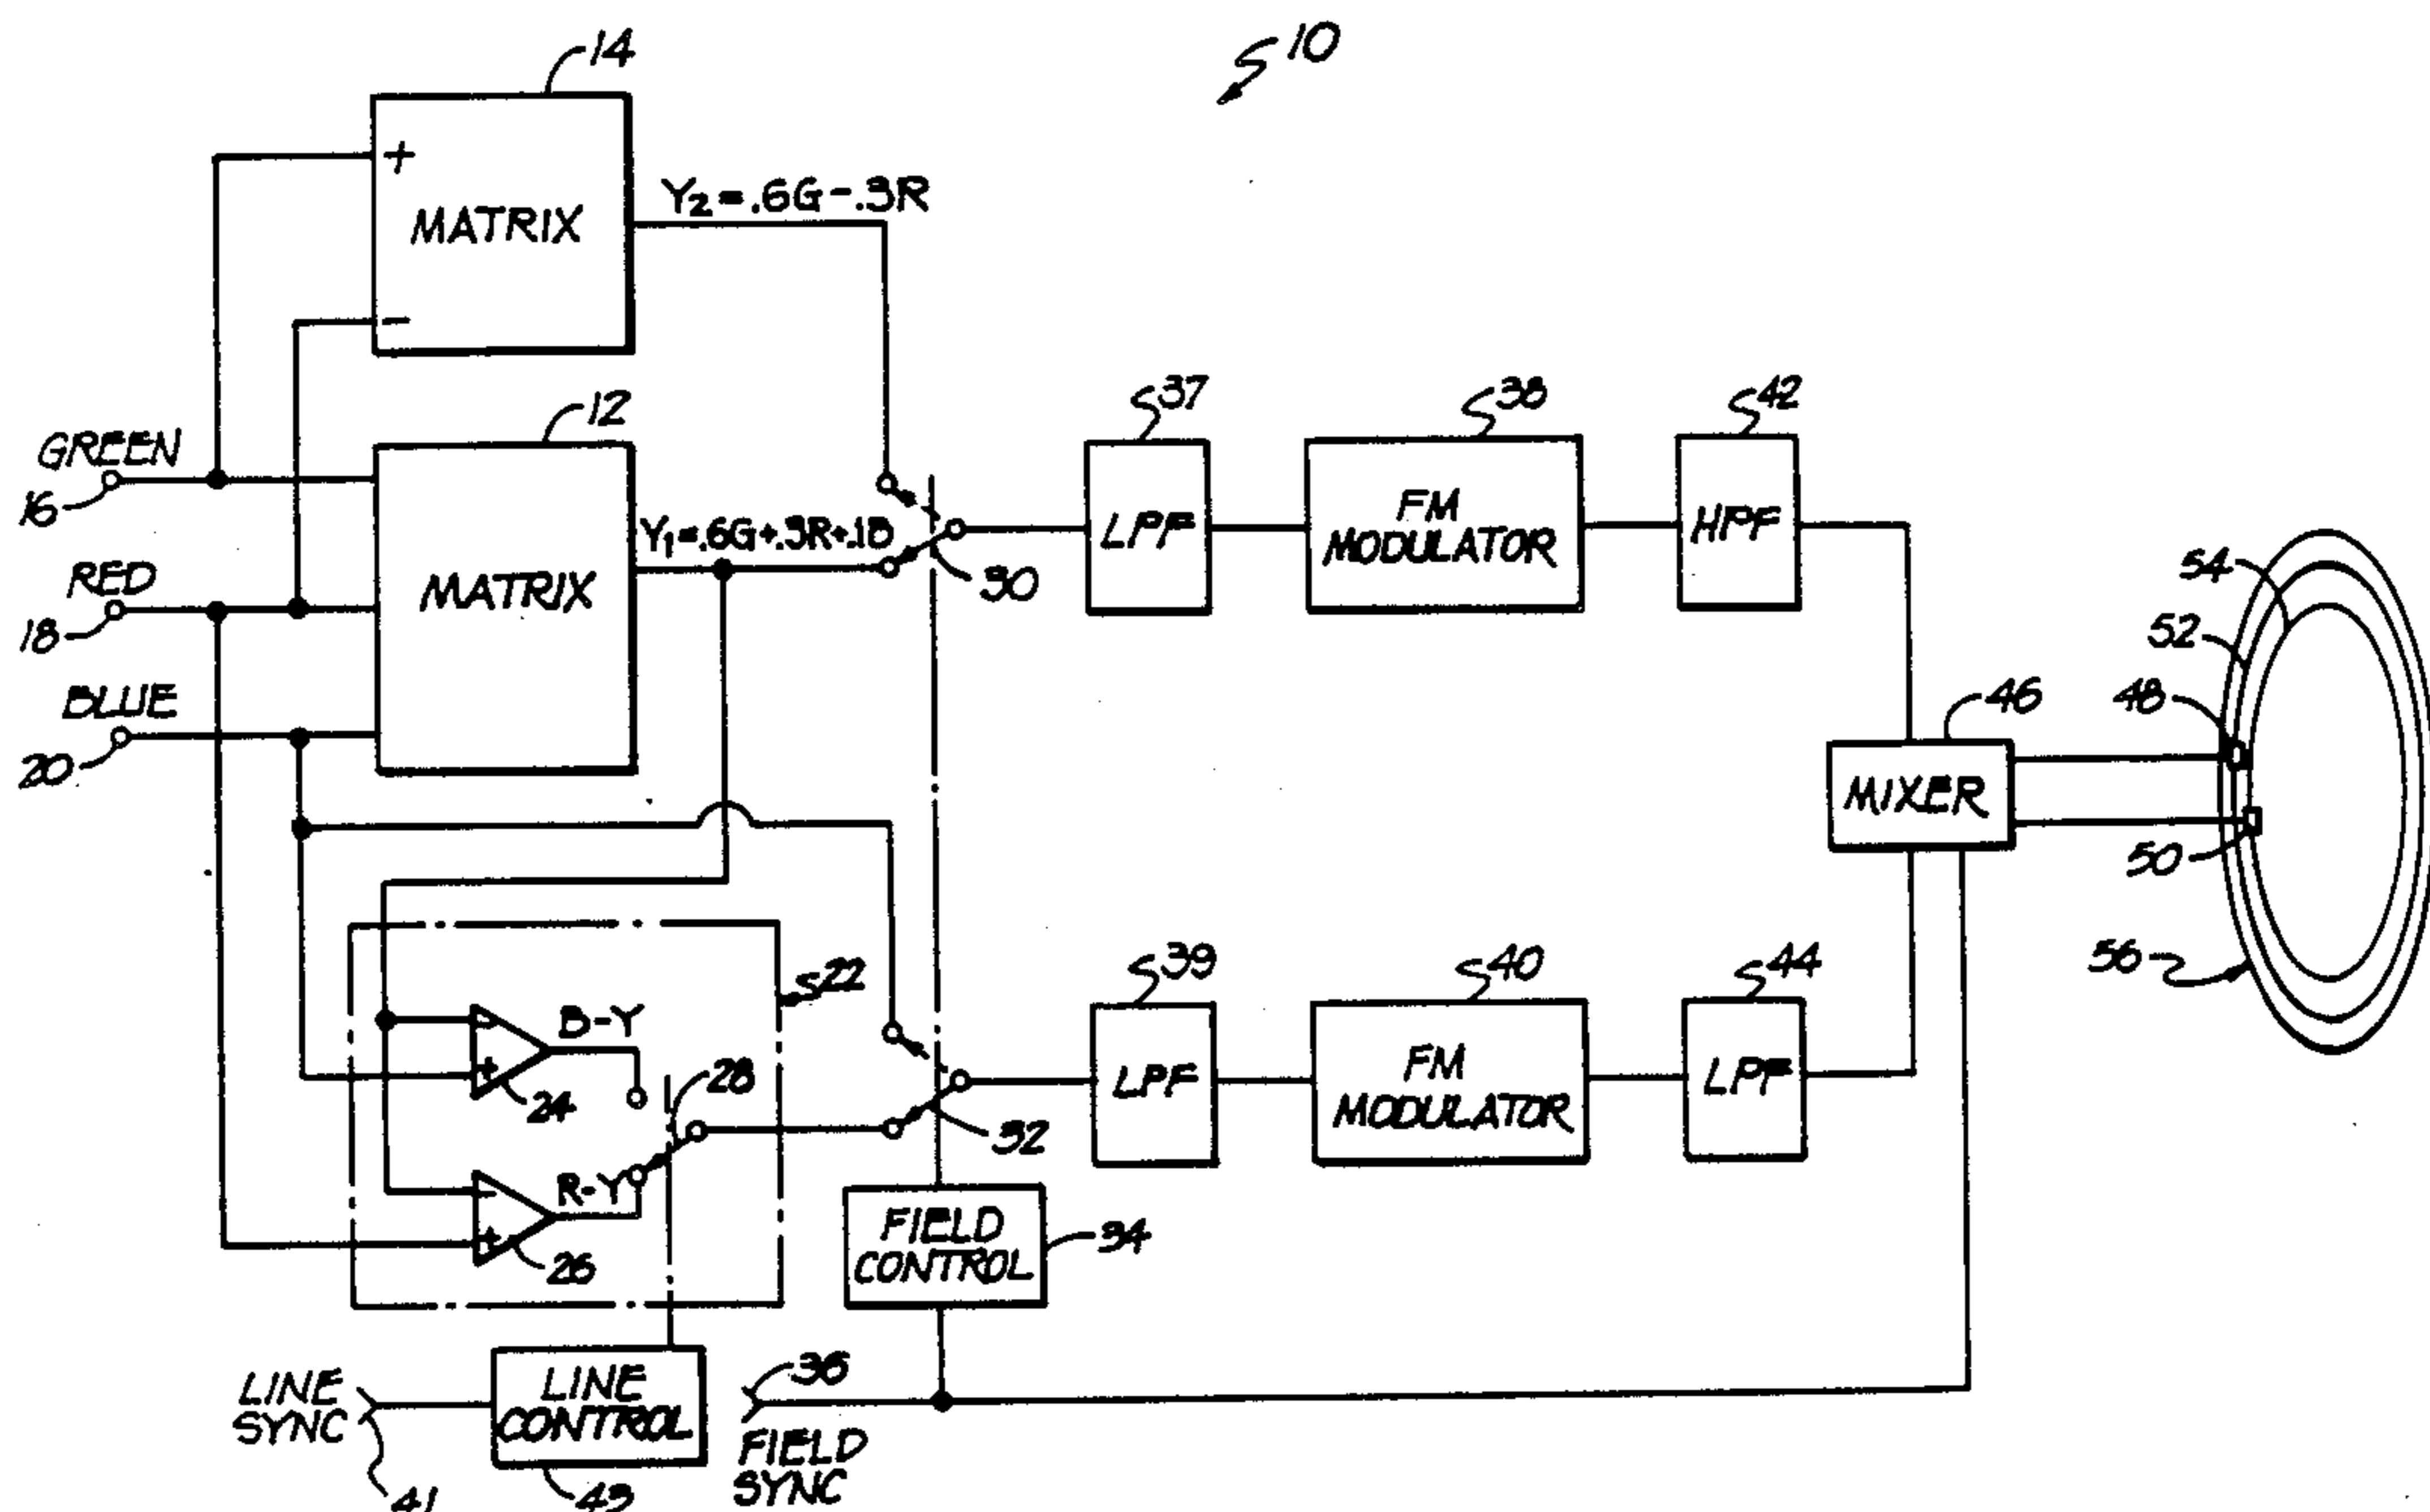 10
14
+
MATRIX
-
Y2=.6G-.3R
12
MATRIX
Y1=.6G+.3R+.1B
GREEN
16
RED
18
BLUE
20
30
37
LPF
38
FM
MODULATOR
42
HPF
46
MIXER
48
50
52
54
56
22
-
+
B-Y
24
-
+
R-Y
26
28
32
39
LPF
40
FM
MODULATOR
44
LPF
FIELD
CONTROL
34
LINE
SYNC
41
LINE
CONTROL
43
36
FIELD
SYNC